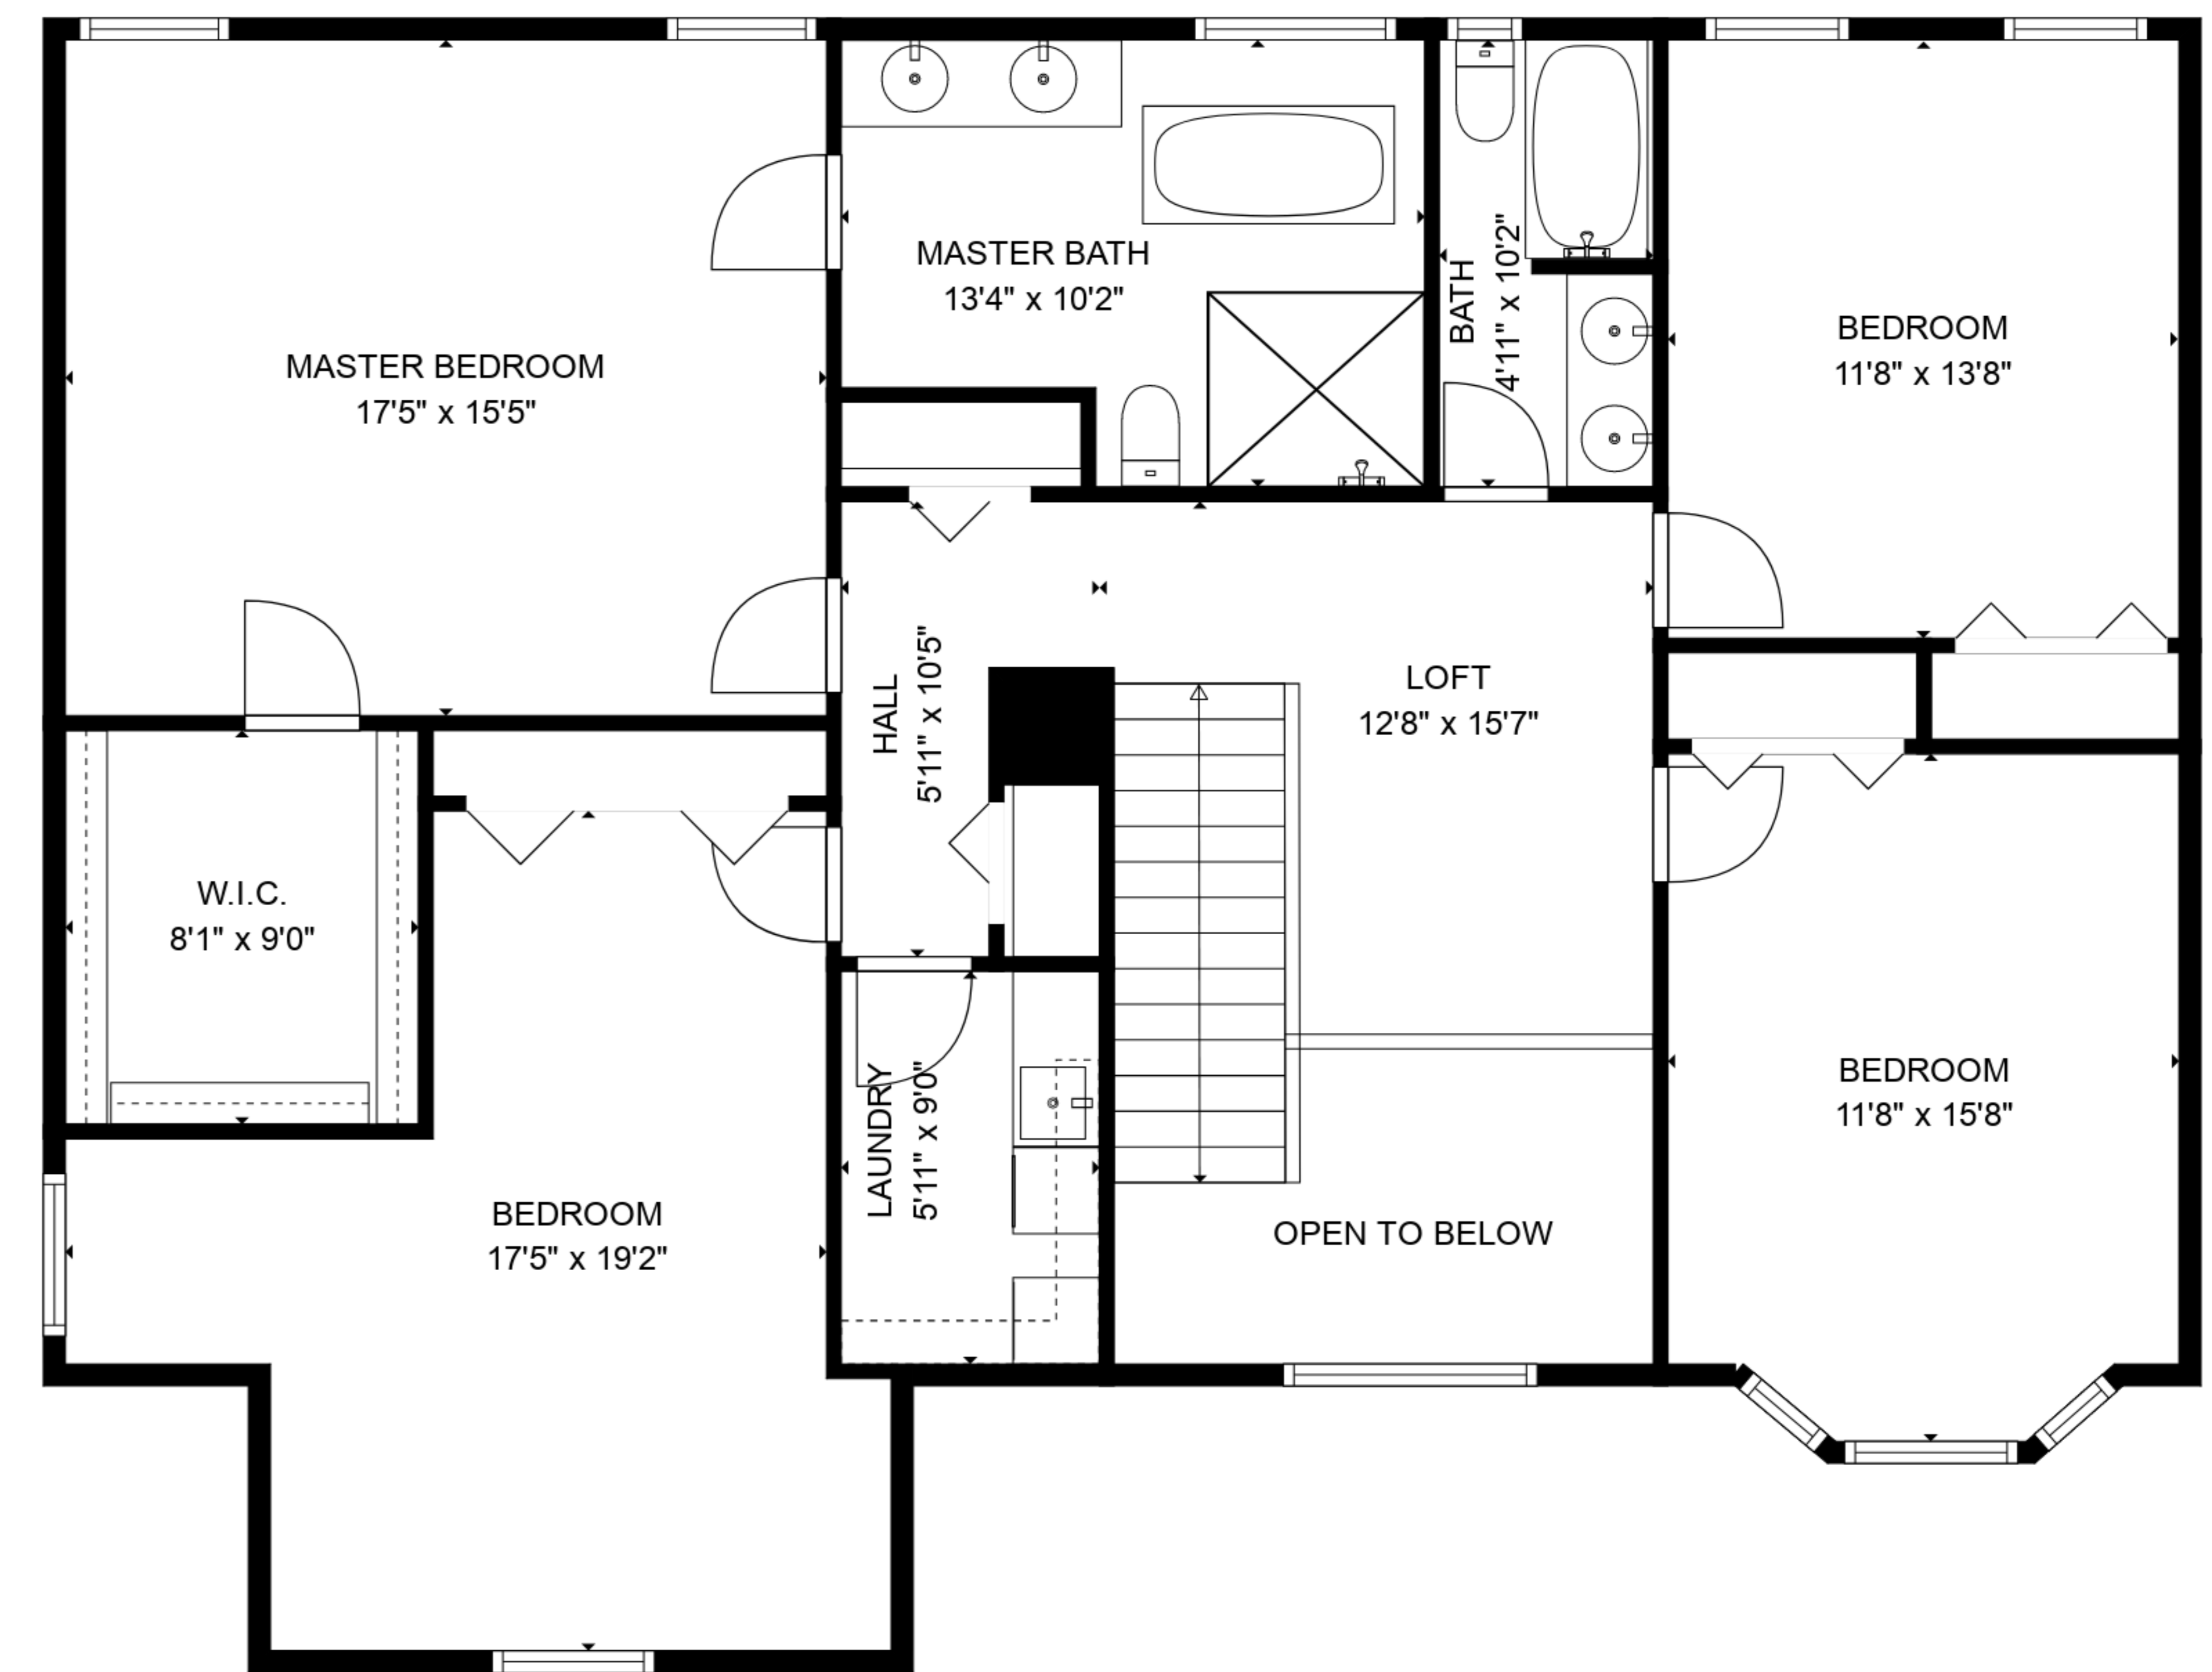 MASTER BATH
13'4" x 10'2"
BATH
4'11" x 10'2"
BEDROOM
11'8" x 13'8"
MASTER BEDROOM
17'5" x 15'5"
HALL
5'11" x 10'5"
LOFT
12'8" x 15'7"
W.I.C.
8'1" x 9'0"
LAUNDRY
5'11" x 9'0"
BEDROOM
11'8" x 15'8"
BEDROOM
17'5" x 19'2"
OPEN TO BELOW